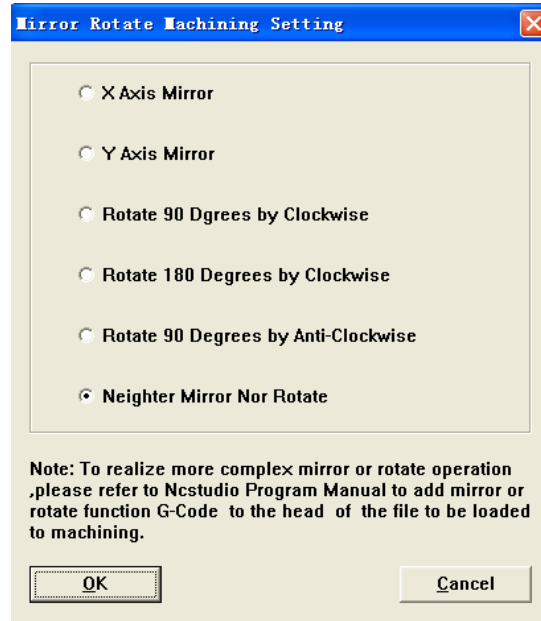 Mirror Rotate Machining Setting
X Axis Mirror
Y Axis Mirror
Rotate 90 Dgrees by Clockwise
Rotate 180 Degrees by Clockwise
Rotate 90 Degrees by Anti-Clockwise
Neighter Mirror Nor Rotate
Note: To realize more complex mirror or rotate operation
,please refer to Ncstudio Program Manual to add mirror or
rotate function G-Code to the head of the file to be loaded
to machining.
OK
Cancel